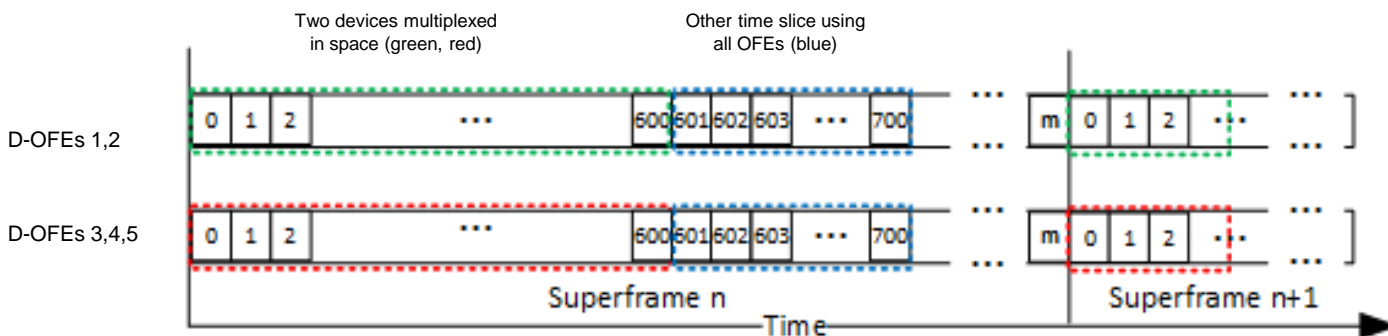 Two devices multiplexed
in space (green, red)
Other time slice using
all OFEs (blue)
D-OFEs 1,2
0 1 2 ... 600 601 602 603 ... 700 ... m 0 1 2 ... ...
...
D-OFEs 3,4,5
0 1 2 ... 600 601 602 603 ... 700 ... m 0 1 2 ... ...
...
Superframe n
Superframe n+1
Time